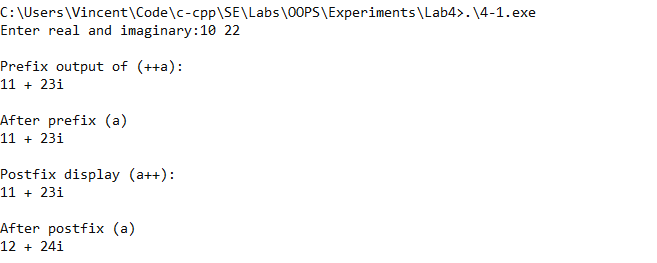 C:\Users\Vincent\Code\c-cpp\SE\Labs\OOPS\Experiments\Lab4>.\4-1.exe
Enter real and imaginary:10 22
Prefix output of (++a):
11 + 23i
After prefix (a)
11 + 23i
Postfix display (a++):
11 + 23i
After postfix (a)
12 + 24i